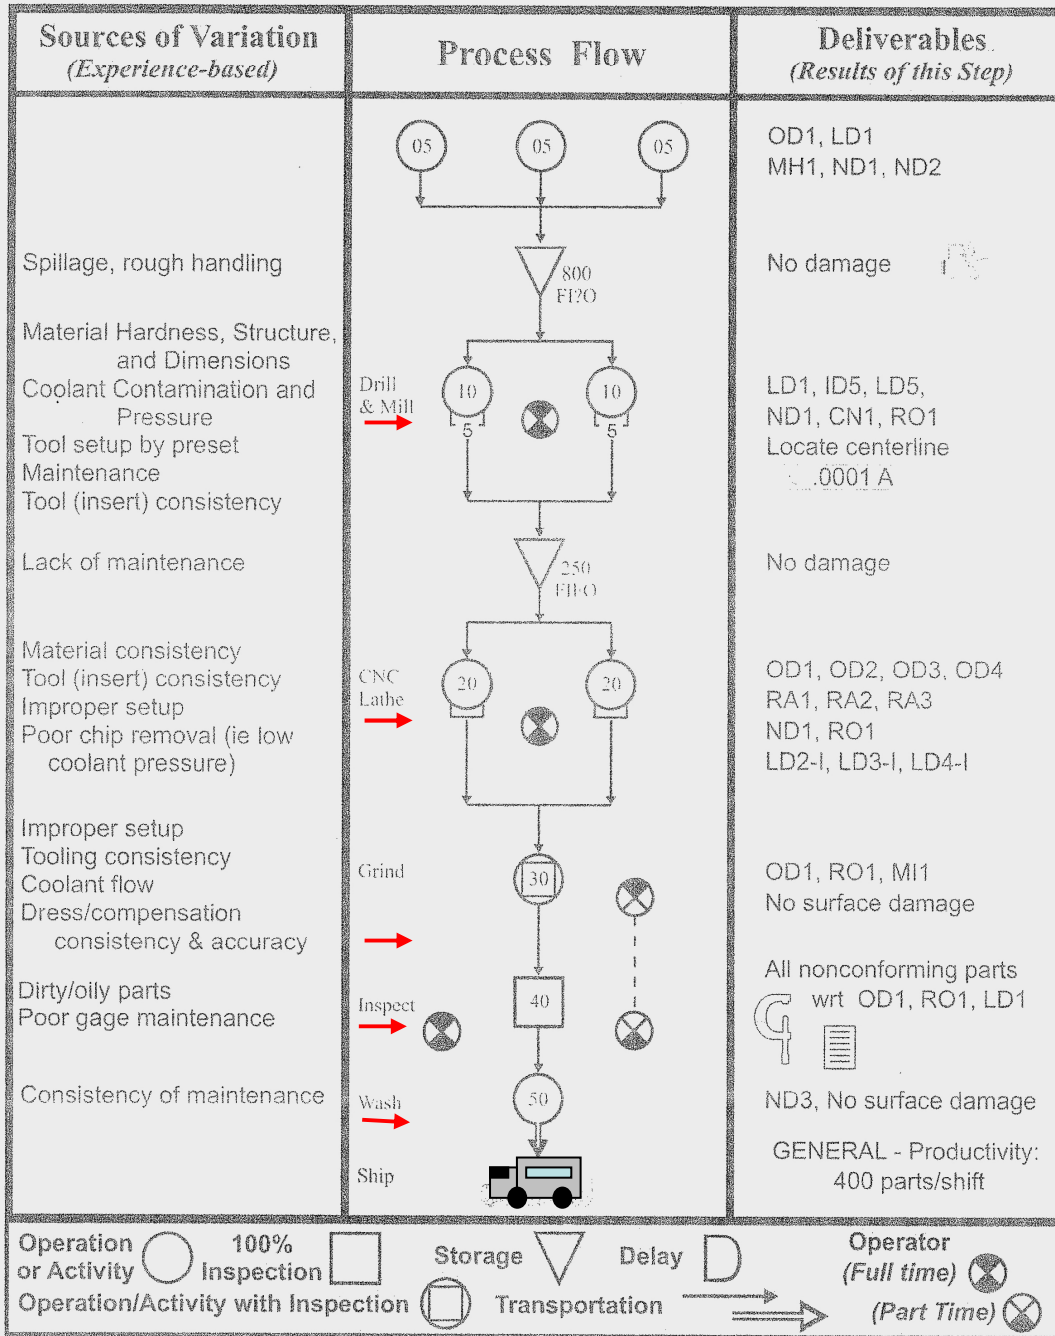 Sources of Variation
(Experience-based)
Process Flow
Deliverables
(Results of this Step)
05
05
05
OD1, LD1
MH1, ND1, ND2
Spillage, rough handling
800
FI?O
No damage
Material Hardness, Structure,
and Dimensions
Coolant Contamination and
Pressure
Tool setup by preset
Maintenance
Tool (insert) consistency
Drill
& Mill
10
5
10
5
LD1, ID5, LD5,
ND1, CN1, RO1
Locate centerline
.0001 A
Lack of maintenance
250
FIFO
No damage
Material consistency
Tool (insert) consistency
Improper setup
Poor chip removal (ie low
coolant pressure)
CNC
Lathe
20
20
OD1, OD2, OD3, OD4
RA1, RA2, RA3
ND1, RO1
LD2-I, LD3-I, LD4-I
Improper setup
Tooling consistency
Coolant flow
Dress/compensation
consistency & accuracy
Grind
30
OD1, RO1, MI1
No surface damage
Dirty/oily parts
Poor gage maintenance
Inspect
40
All nonconforming parts
wrt OD1, RO1, LD1
Consistency of maintenance
Wash
50
ND3, No surface damage
Ship
GENERAL - Productivity:
400 parts/shift
Operation
or Activity
100%
Inspection
Storage
Delay
Operator
(Full time)
Operation/Activity with Inspection
Transportation
(Part Time)